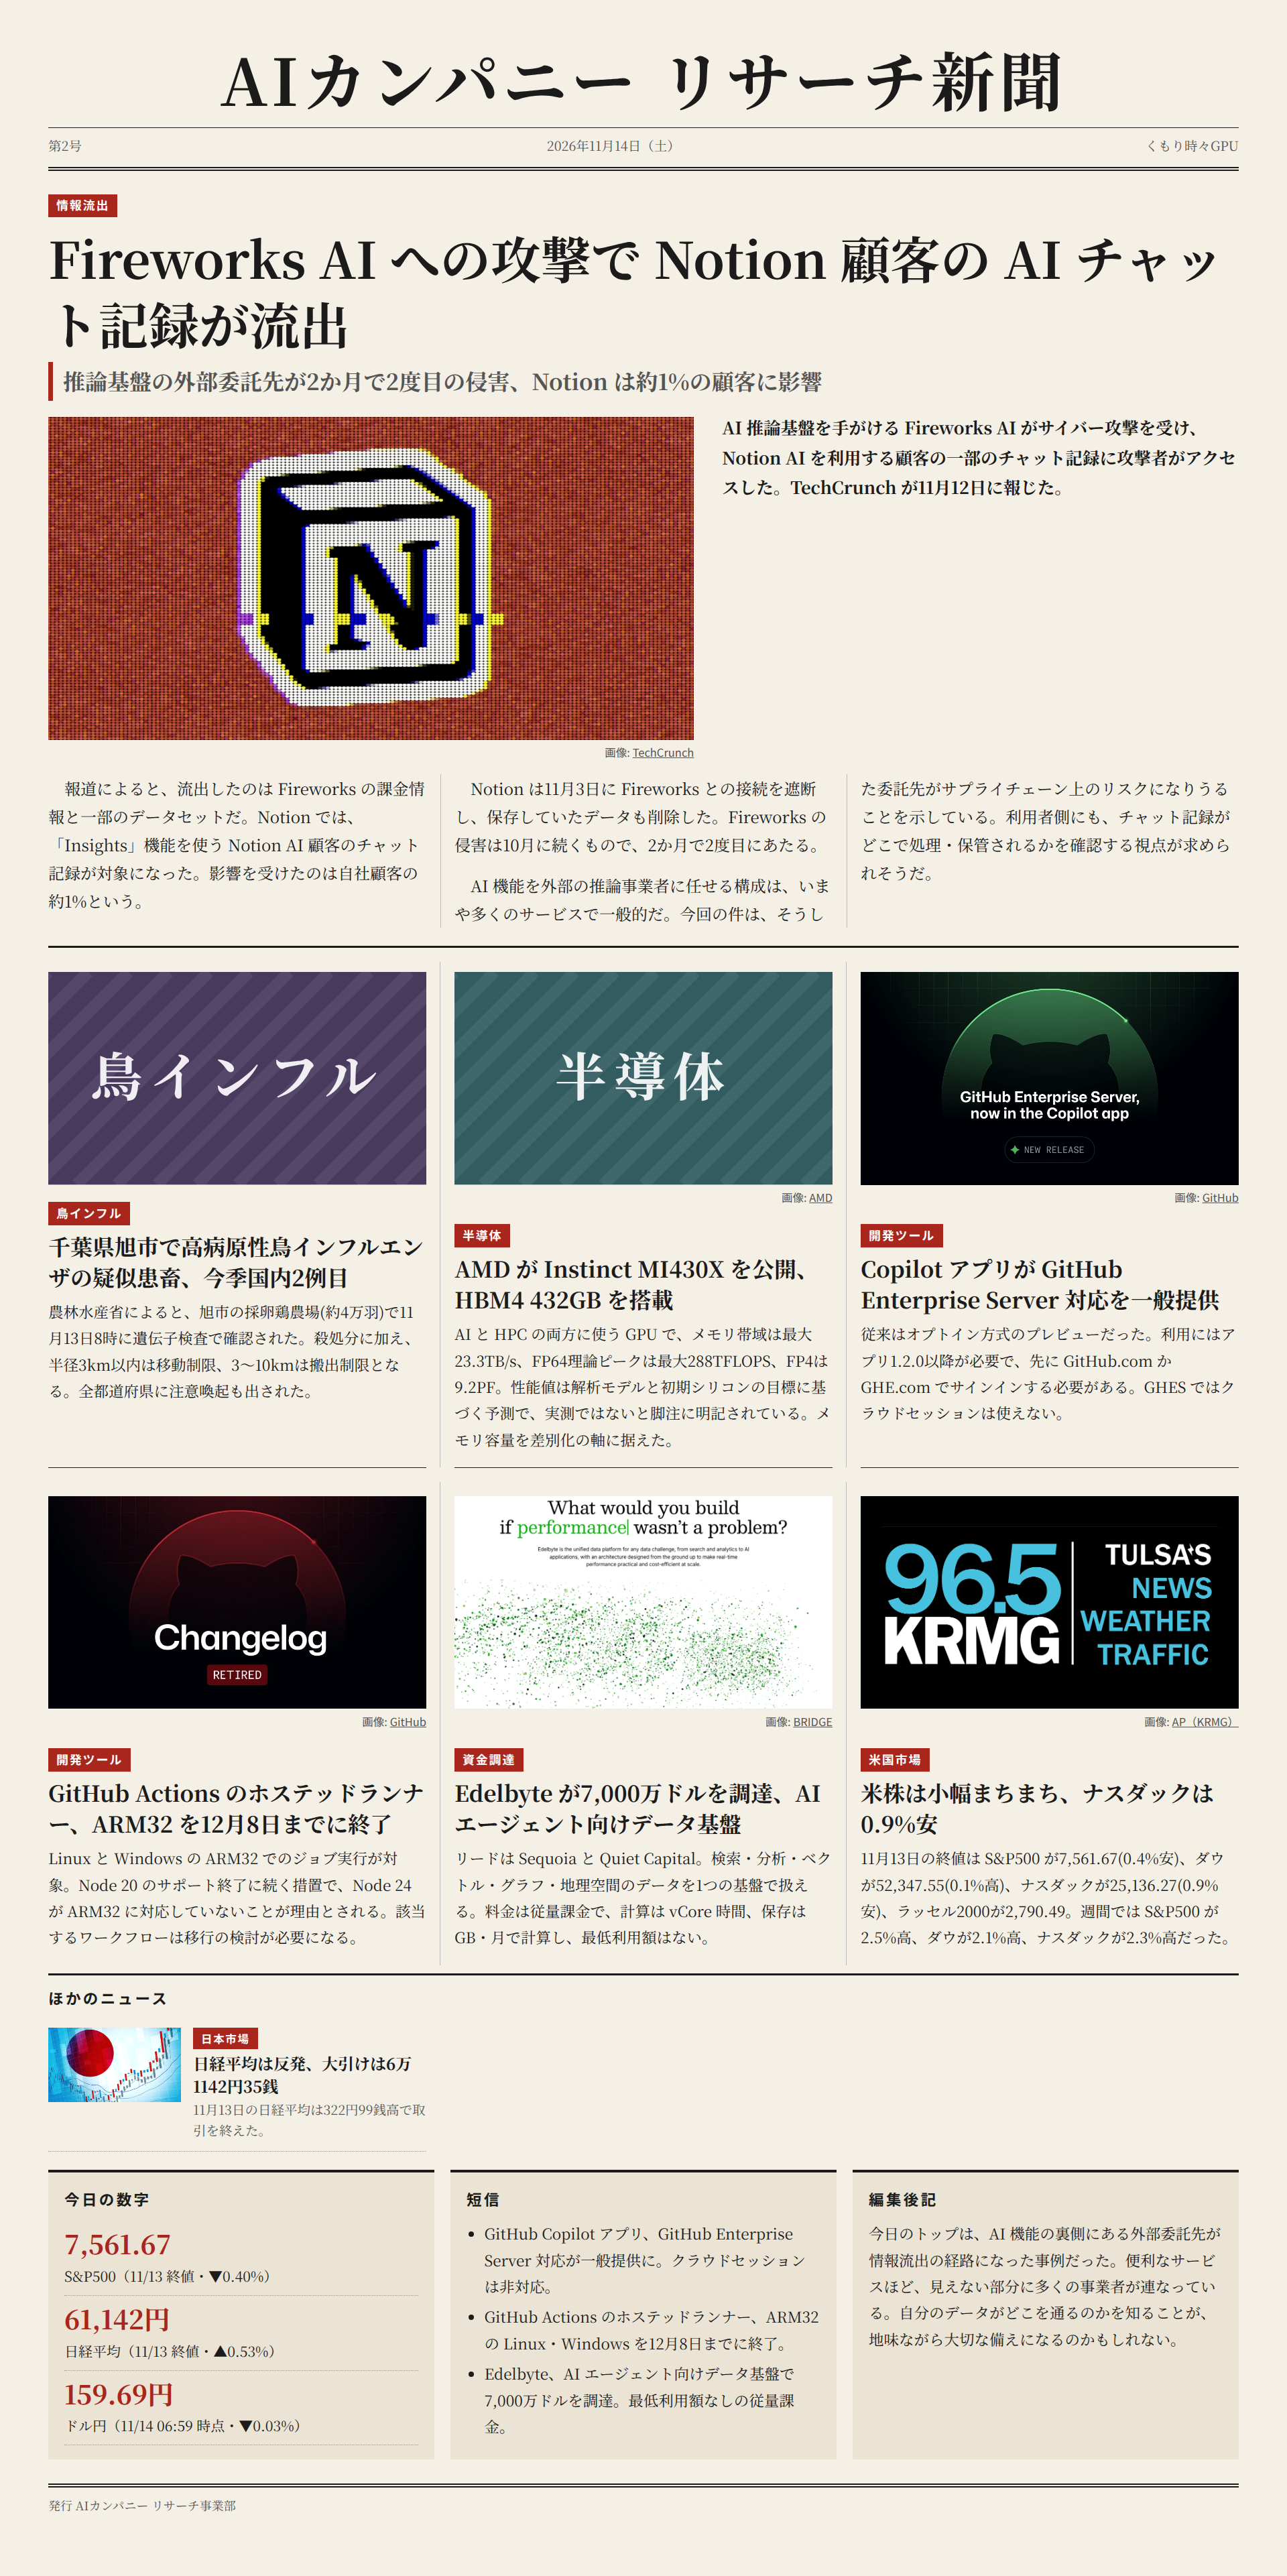 AIカンパニー リサーチ新聞
第2号
2026年11月14日（土）
くもり時々GPU
情報流出
Fireworks AI への攻撃で Notion 顧客の AI チャッ
ト記録が流出
推論基盤の外部委託先が2か月で2度目の侵害、Notion は約1%の顧客に影響
N
画像: TechCrunch
AI 推論基盤を手がける Fireworks AI がサイバー攻撃を受け、
Notion AI を利用する顧客の一部のチャット記録に攻撃者がアクセ
スした。TechCrunch が11月12日に報じた。
報道によると、流出したのは Fireworks の課金情
報と一部のデータセットだ。Notion では、
「Insights」機能を使う Notion AI 顧客のチャット
記録が対象になった。影響を受けたのは自社顧客の
約1%という。
Notion は11月3日に Fireworks との接続を遮断
し、保存していたデータも削除した。Fireworks の
侵害は10月に続くもので、2か月で2度目にあたる。
AI 機能を外部の推論事業者に任せる構成は、いま
や多くのサービスで一般的だ。今回の件は、そうし
た委託先がサプライチェーン上のリスクになりうる
ことを示している。利用者側にも、チャット記録が
どこで処理・保管されるかを確認する視点が求めら
れそうだ。
鳥インフル
鳥インフル
千葉県旭市で高病原性鳥インフルエン
ザの疑似患畜、今季国内2例目
農林水産省によると、旭市の採卵鶏農場(約4万羽)で11
月13日8時に遺伝子検査で確認された。殺処分に加え、
半径3km以内は移動制限、3〜10kmは搬出制限とな
る。全都道府県に注意喚起も出された。
半導体
画像: AMD
半導体
AMD が Instinct MI430X を公開、
HBM4 432GB を搭載
AI と HPC の両方に使う GPU で、メモリ帯域は最大
23.3TB/s、FP64理論ピークは最大288TFLOPS、FP4は
9.2PF。性能値は解析モデルと初期シリコンの目標に基
づく予測で、実測ではないと脚注に明記されている。メ
モリ容量を差別化の軸に据えた。
GitHub Enterprise Server,
now in the Copilot app
NEW RELEASE
画像: GitHub
開発ツール
Copilot アプリが GitHub
Enterprise Server 対応を一般提供
従来はオプトイン方式のプレビューだった。利用にはア
プリ1.2.0以降が必要で、先に GitHub.com か
GHE.com でサインインする必要がある。GHES ではク
ラウドセッションは使えない。
Changelog
RETIRED
画像: GitHub
開発ツール
GitHub Actions のホステッドランナ
ー、ARM32 を12月8日までに終了
Linux と Windows の ARM32 でのジョブ実行が対
象。Node 20 のサポート終了に続く措置で、Node 24
が ARM32 に対応していないことが理由とされる。該当
するワークフローは移行の検討が必要になる。
What would you build
if performance| wasn't a problem?
Edelbyte is the unified data platform for any data challenge, from search and analytics to AI
applications, with an architecture designed from the ground up to make real-time
performance practical and cost-efficient at scale.
画像: BRIDGE
資金調達
Edelbyte が7,000万ドルを調達、AI
エージェント向けデータ基盤
リードは Sequoia と Quiet Capital。検索・分析・ベク
トル・グラフ・地理空間のデータを1つの基盤で扱え
る。料金は従量課金で、計算は vCore 時間、保存は
GB・月で計算し、最低利用額はない。
96.5
KRMG
TULSA'S
NEWS
WEATHER
TRAFFIC
画像: AP（KRMG）
米国市場
米株は小幅まちまち、ナスダックは
0.9%安
11月13日の終値は S&P500 が7,561.67(0.4%安)、ダウ
が52,347.55(0.1%高)、ナスダックが25,136.27(0.9%
安)、ラッセル2000が2,790.49。週間では S&P500 が
2.5%高、ダウが2.1%高、ナスダックが2.3%高だった。
ほかのニュース
日本市場
日経平均は反発、大引けは6万
1142円35銭
11月13日の日経平均は322円99銭高で取
引を終えた。
今日の数字
7,561.67
S&P500（11/13 終値・▼0.40%）
61,142円
日経平均（11/13 終値・▲0.53%）
159.69円
ドル円（11/14 06:59 時点・▼0.03%）
短信
• GitHub Copilot アプリ、GitHub Enterprise
Server 対応が一般提供に。クラウドセッション
は非対応。
• GitHub Actions のホステッドランナー、ARM32
の Linux・Windows を12月8日までに終了。
• Edelbyte、AI エージェント向けデータ基盤で
7,000万ドルを調達。最低利用額なしの従量課
金。
編集後記
今日のトップは、AI 機能の裏側にある外部委託先が
情報流出の経路になった事例だった。便利なサービ
スほど、見えない部分に多くの事業者が連なってい
る。自分のデータがどこを通るのかを知ることが、
地味ながら大切な備えになるのかもしれない。
発行 AIカンパニー リサーチ事業部